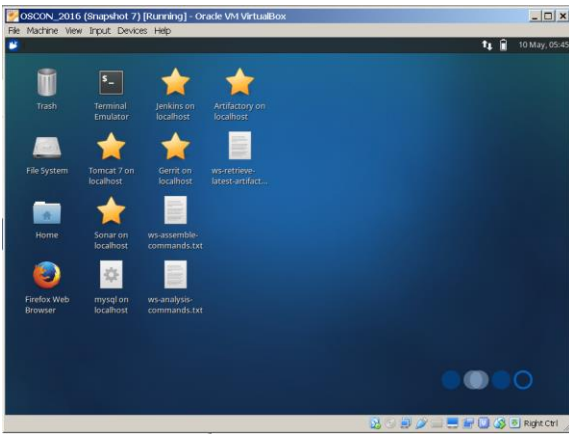 OSCON_2016 (Snapshot 7) [Running] - Oracle VM VirtualBox
File Machine View Input Devices Help
10 May, 05:45
Trash
Terminal Emulator
Jenkins on localhost
Artifactory on localhost
File System
Tomcat 7 on localhost
Gerrit on localhost
ws-retrieve-latest-artifact...
Home
Sonar on localhost
ws-assemble-commands.txt
Firefox Web Browser
mysql on localhost
ws-analysis-commands.txt
Right Ctrl